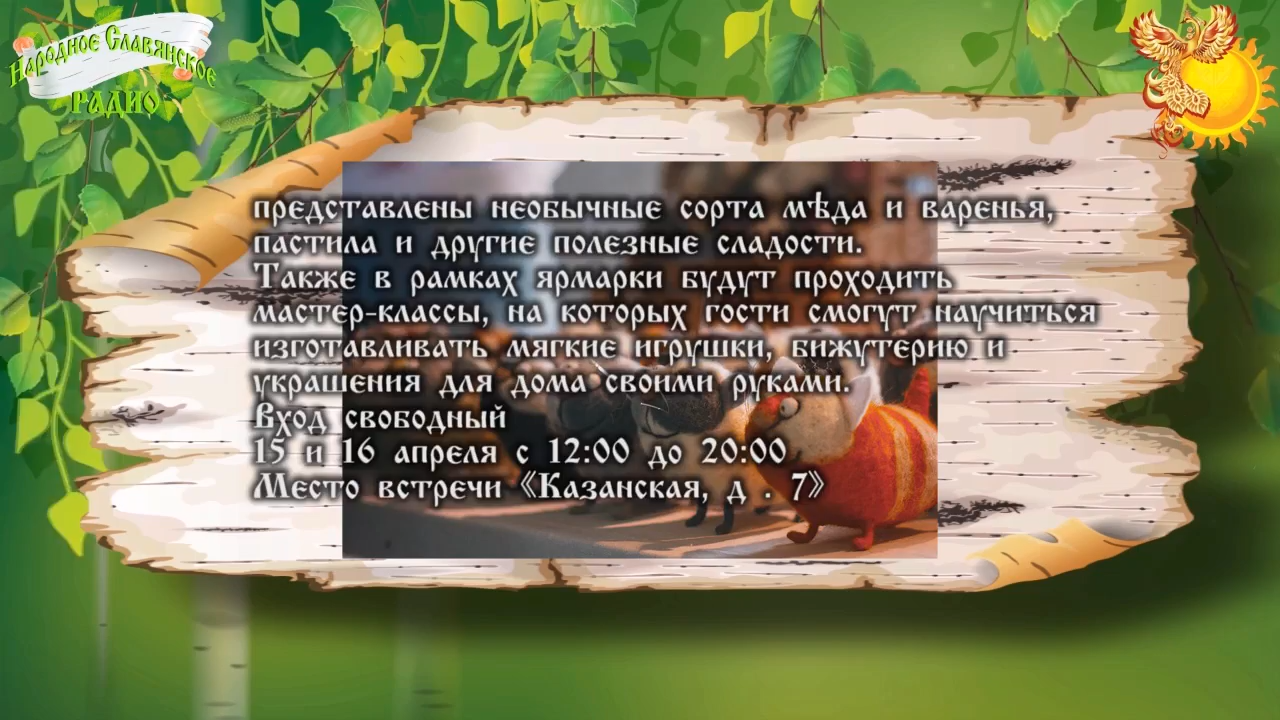 Народное Славянское
Радио
представлены необычные сорта мѣда и варенья,
пастила и другие полезные сладости.
Также в рамках ярмарки будут проходить
мастер-классы, на которых гости смогут научиться
изготавливать мягкие игрушки, бижутерию и
украшения для дома своими руками.
Вход свободный
15 и 16 апреля с 12:00 до 20:00
Место встречи «Казанская, д . 7»